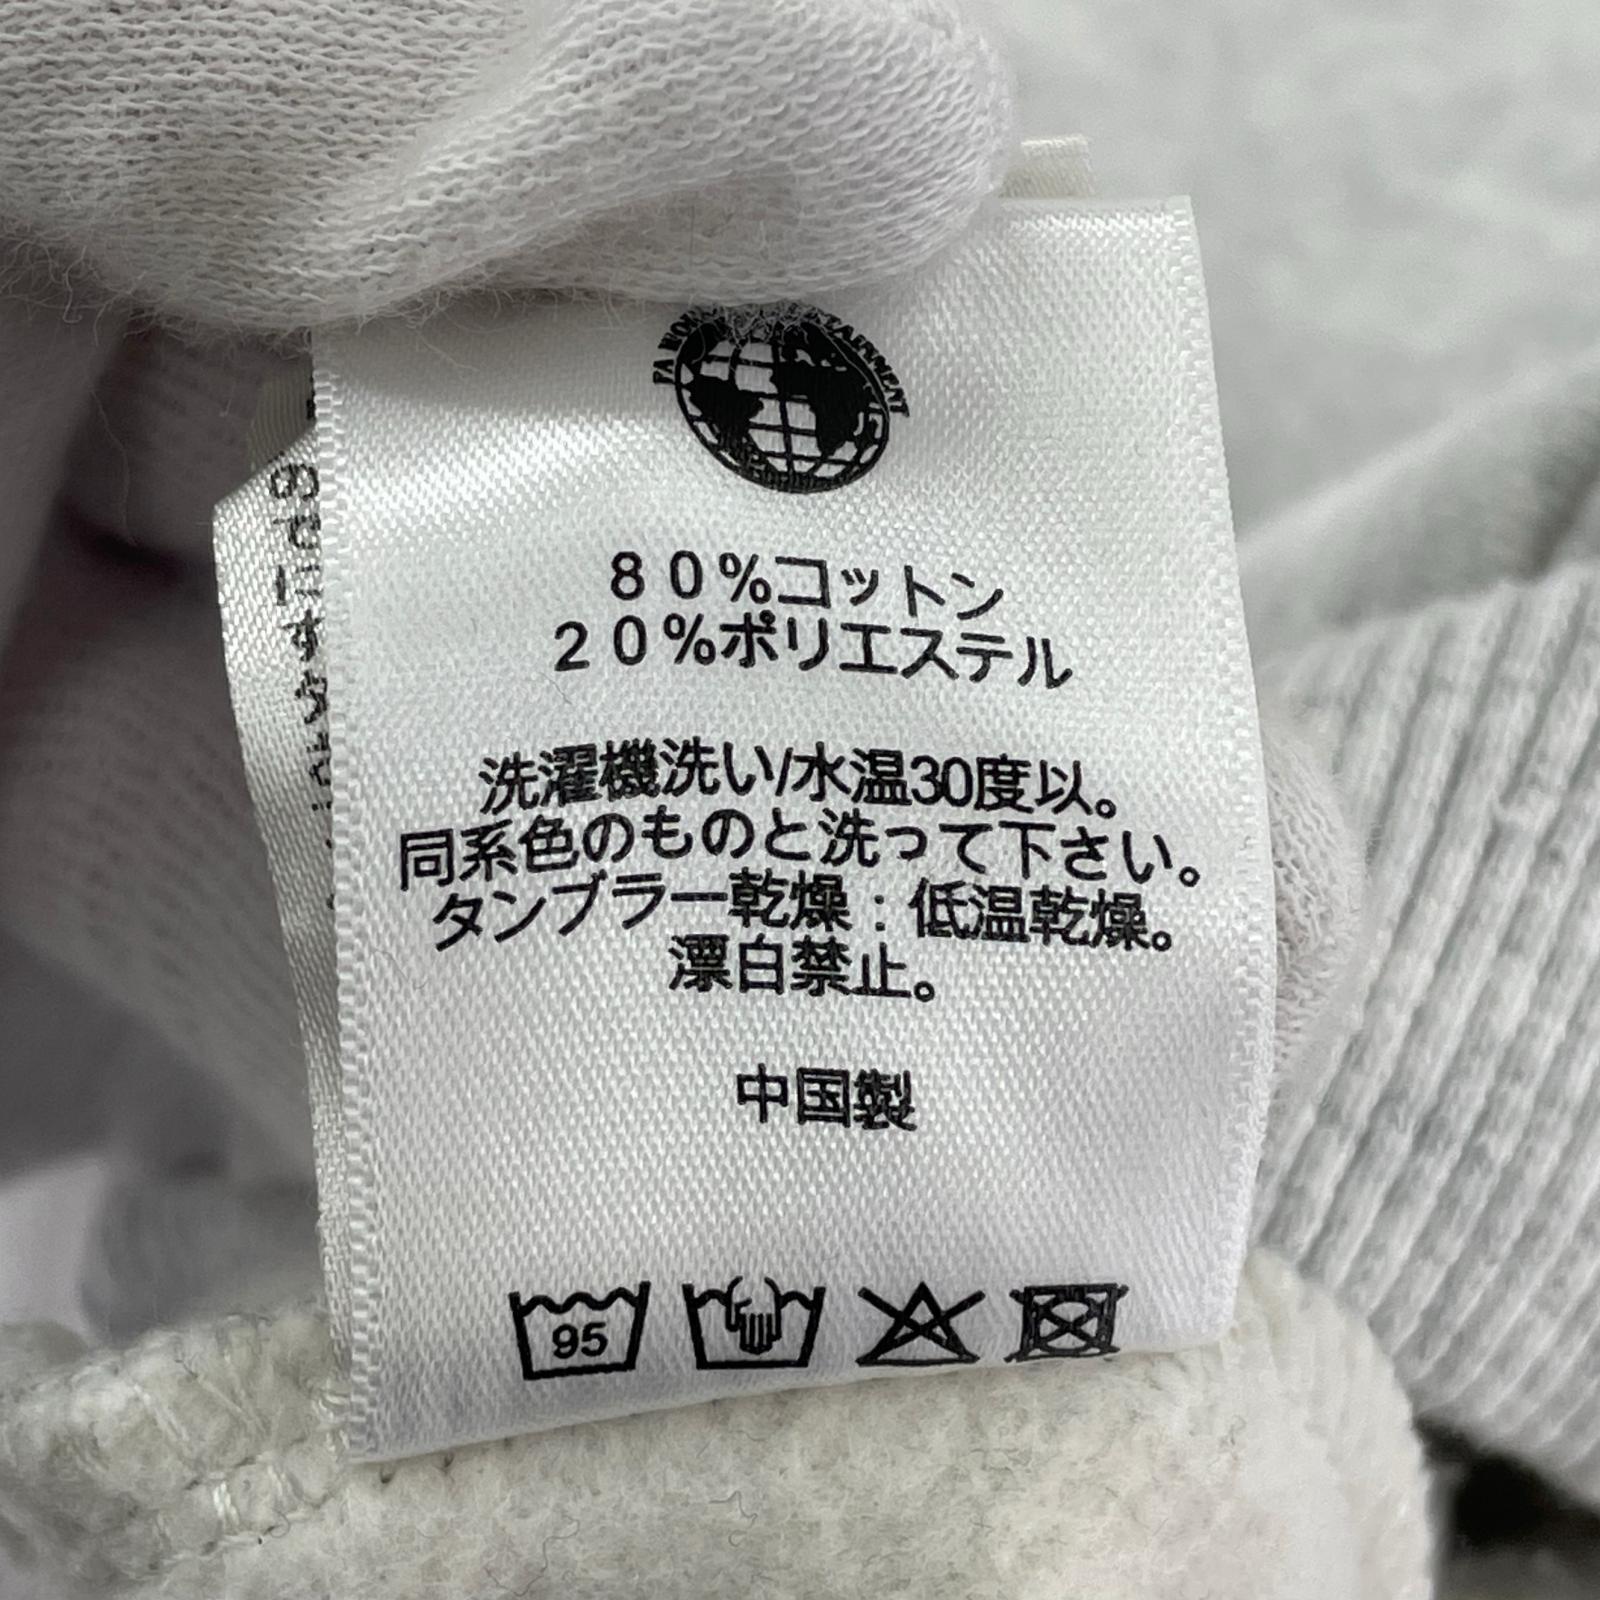 ８０％コットン
２０％ポリエステル
洗濯機洗い/水温30度以。
同系色のものと洗って下さい。
タンブラー乾燥：低温乾燥。
漂白禁止。
中国製
95